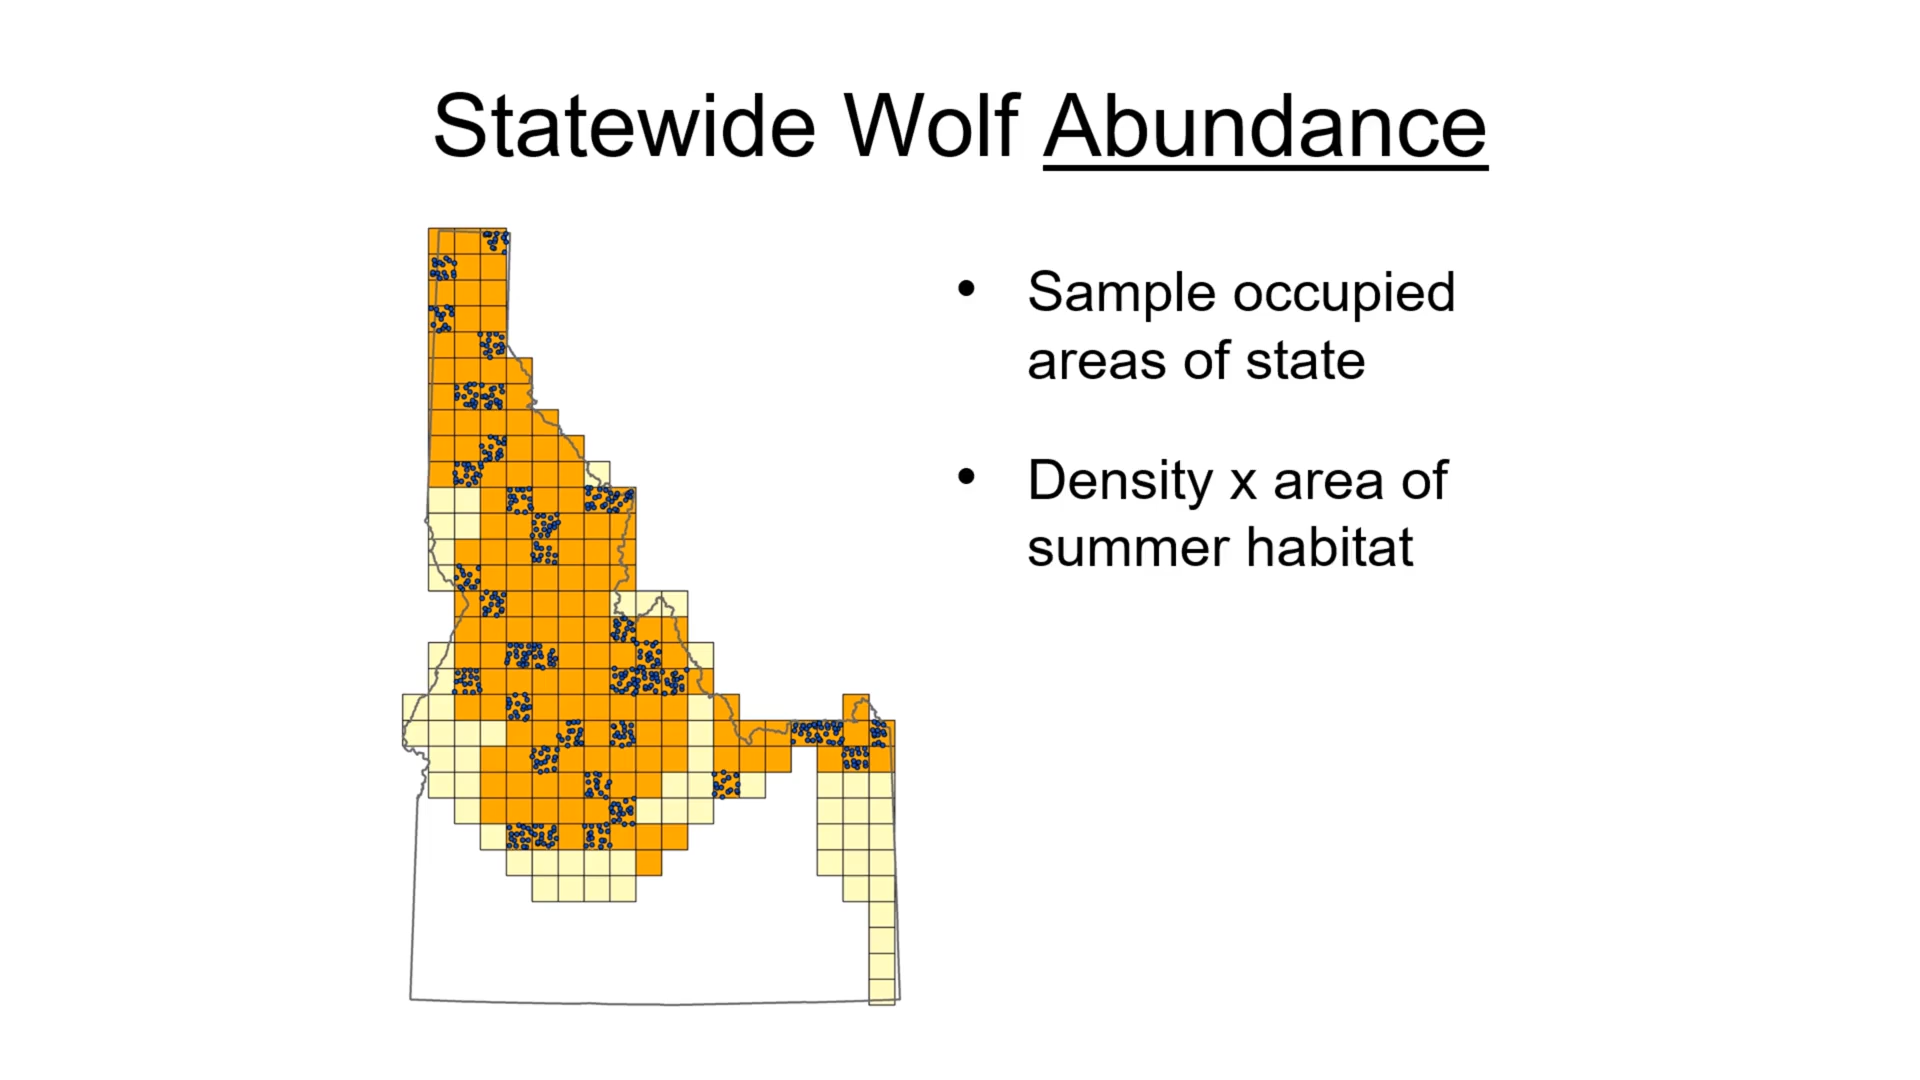 Statewide Wolf Abundance
• Sample occupied
areas of state
• Density x area of
summer habitat